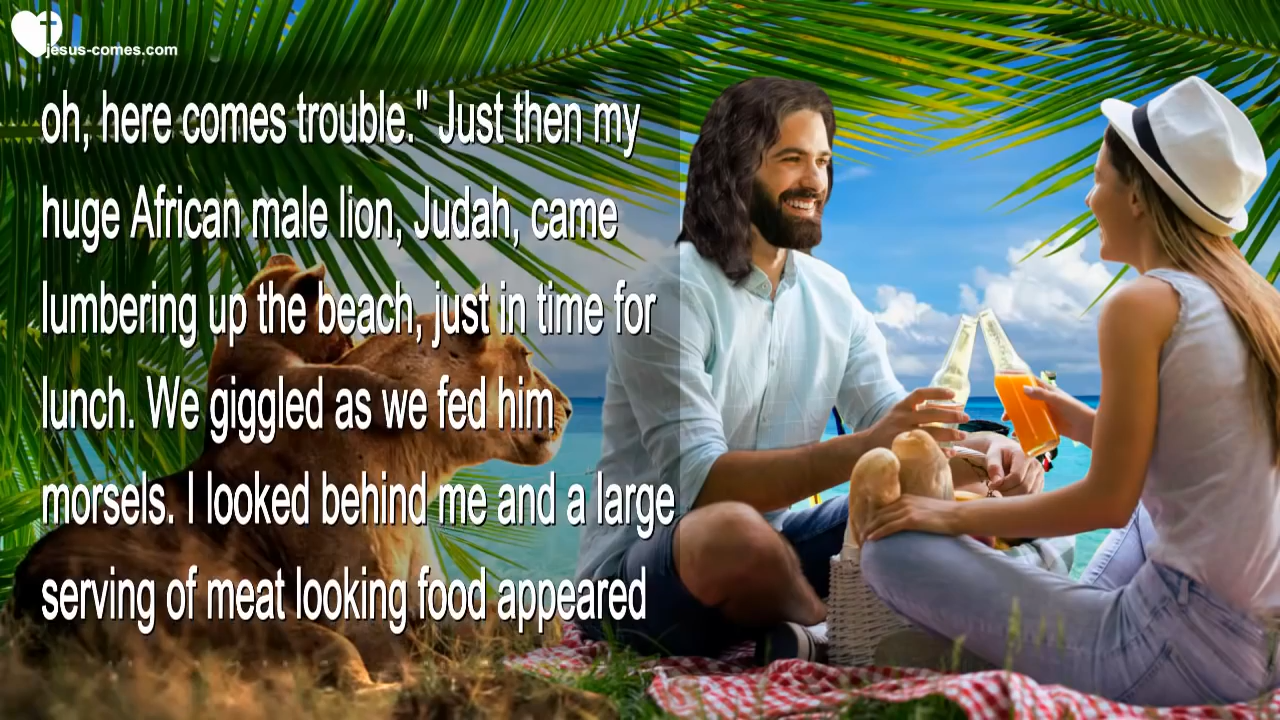 jesus-comes.com
oh, here comes trouble." Just then my
huge African male lion, Judah, came
lumbering up the beach, just in time for
lunch. We giggled as we fed him
morsels. I looked behind me and a large
serving of meat looking food appeared